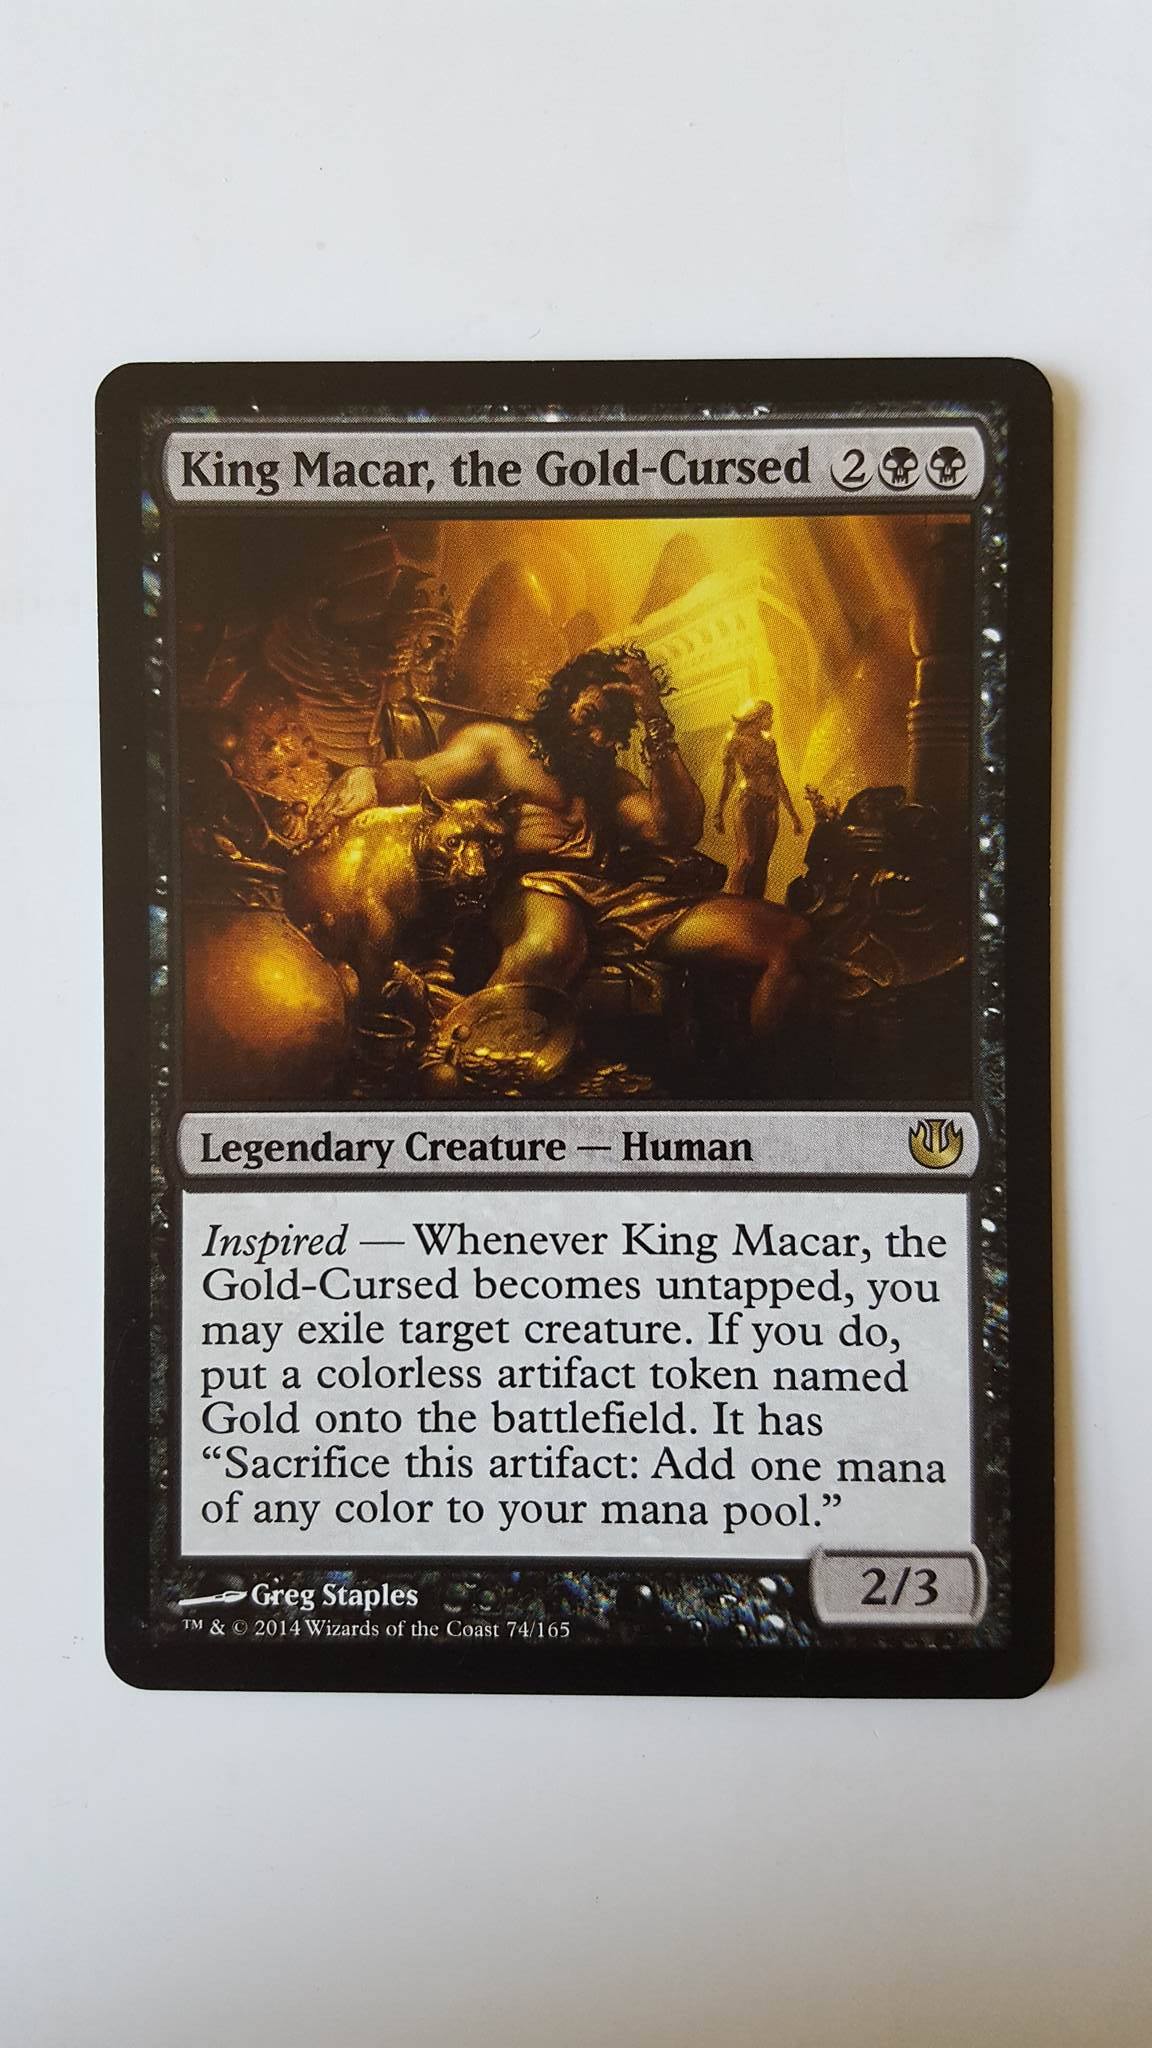 King Macar, the Gold-Cursed 2
Legendary Creature — Human
Inspired — Whenever King Macar, the
Gold-Cursed becomes untapped, you
may exile target creature. If you do,
put a colorless artifact token named
Gold onto the battlefield. It has
“Sacrifice this artifact: Add one mana
of any color to your mana pool.”
2/3
Greg Staples
™ & © 2014 Wizards of the Coast 74/165